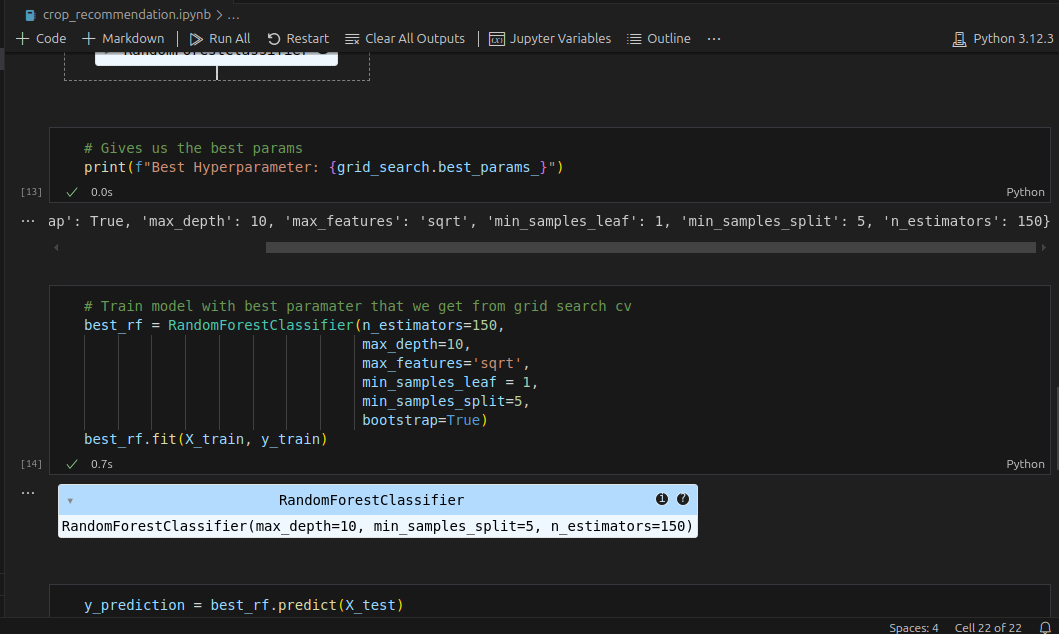 crop_recommendation.ipynb > ...
+ Code + Markdown | Run All Restart Clear All Outputs | Jupyter Variables Outline ... Python 3.12.3
RandomForestClassifier
# Gives us the best params
print(f"Best Hyperparameter: {grid_search.best_params_}")
[13] ✓ 0.0s Python
... ap': True, 'max_depth': 10, 'max_features': 'sqrt', 'min_samples_leaf': 1, 'min_samples_split': 5, 'n_estimators': 150}
# Train model with best paramater that we get from grid search cv
best_rf = RandomForestClassifier(n_estimators=150,
max_depth=10,
max_features='sqrt',
min_samples_leaf = 1,
min_samples_split=5,
bootstrap=True)
best_rf.fit(X_train, y_train)
[14] ✓ 0.7s Python
...
RandomForestClassifier i ?
RandomForestClassifier(max_depth=10, min_samples_split=5, n_estimators=150)
y_prediction = best_rf.predict(X_test)
Spaces: 4 Cell 22 of 22